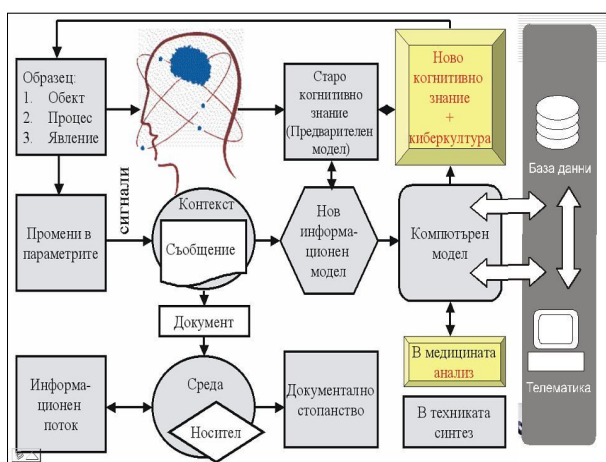 Образец:
1. Обект
2. Процес
3. Явление
Старо
когнитивно
знание
(Предварителен
модел)
Ново
когнитивно
знание
+
киберкултура
База данни
Промени в
параметрите
сигнали
Контекст
Съобщение
Нов
информа-
ционен
модел
Компютърен
модел
Документ
Информа-
ционен
поток
Среда
Носител
Документално
стопанство
В медицината
анализ
В техниката
синтез
Телематика